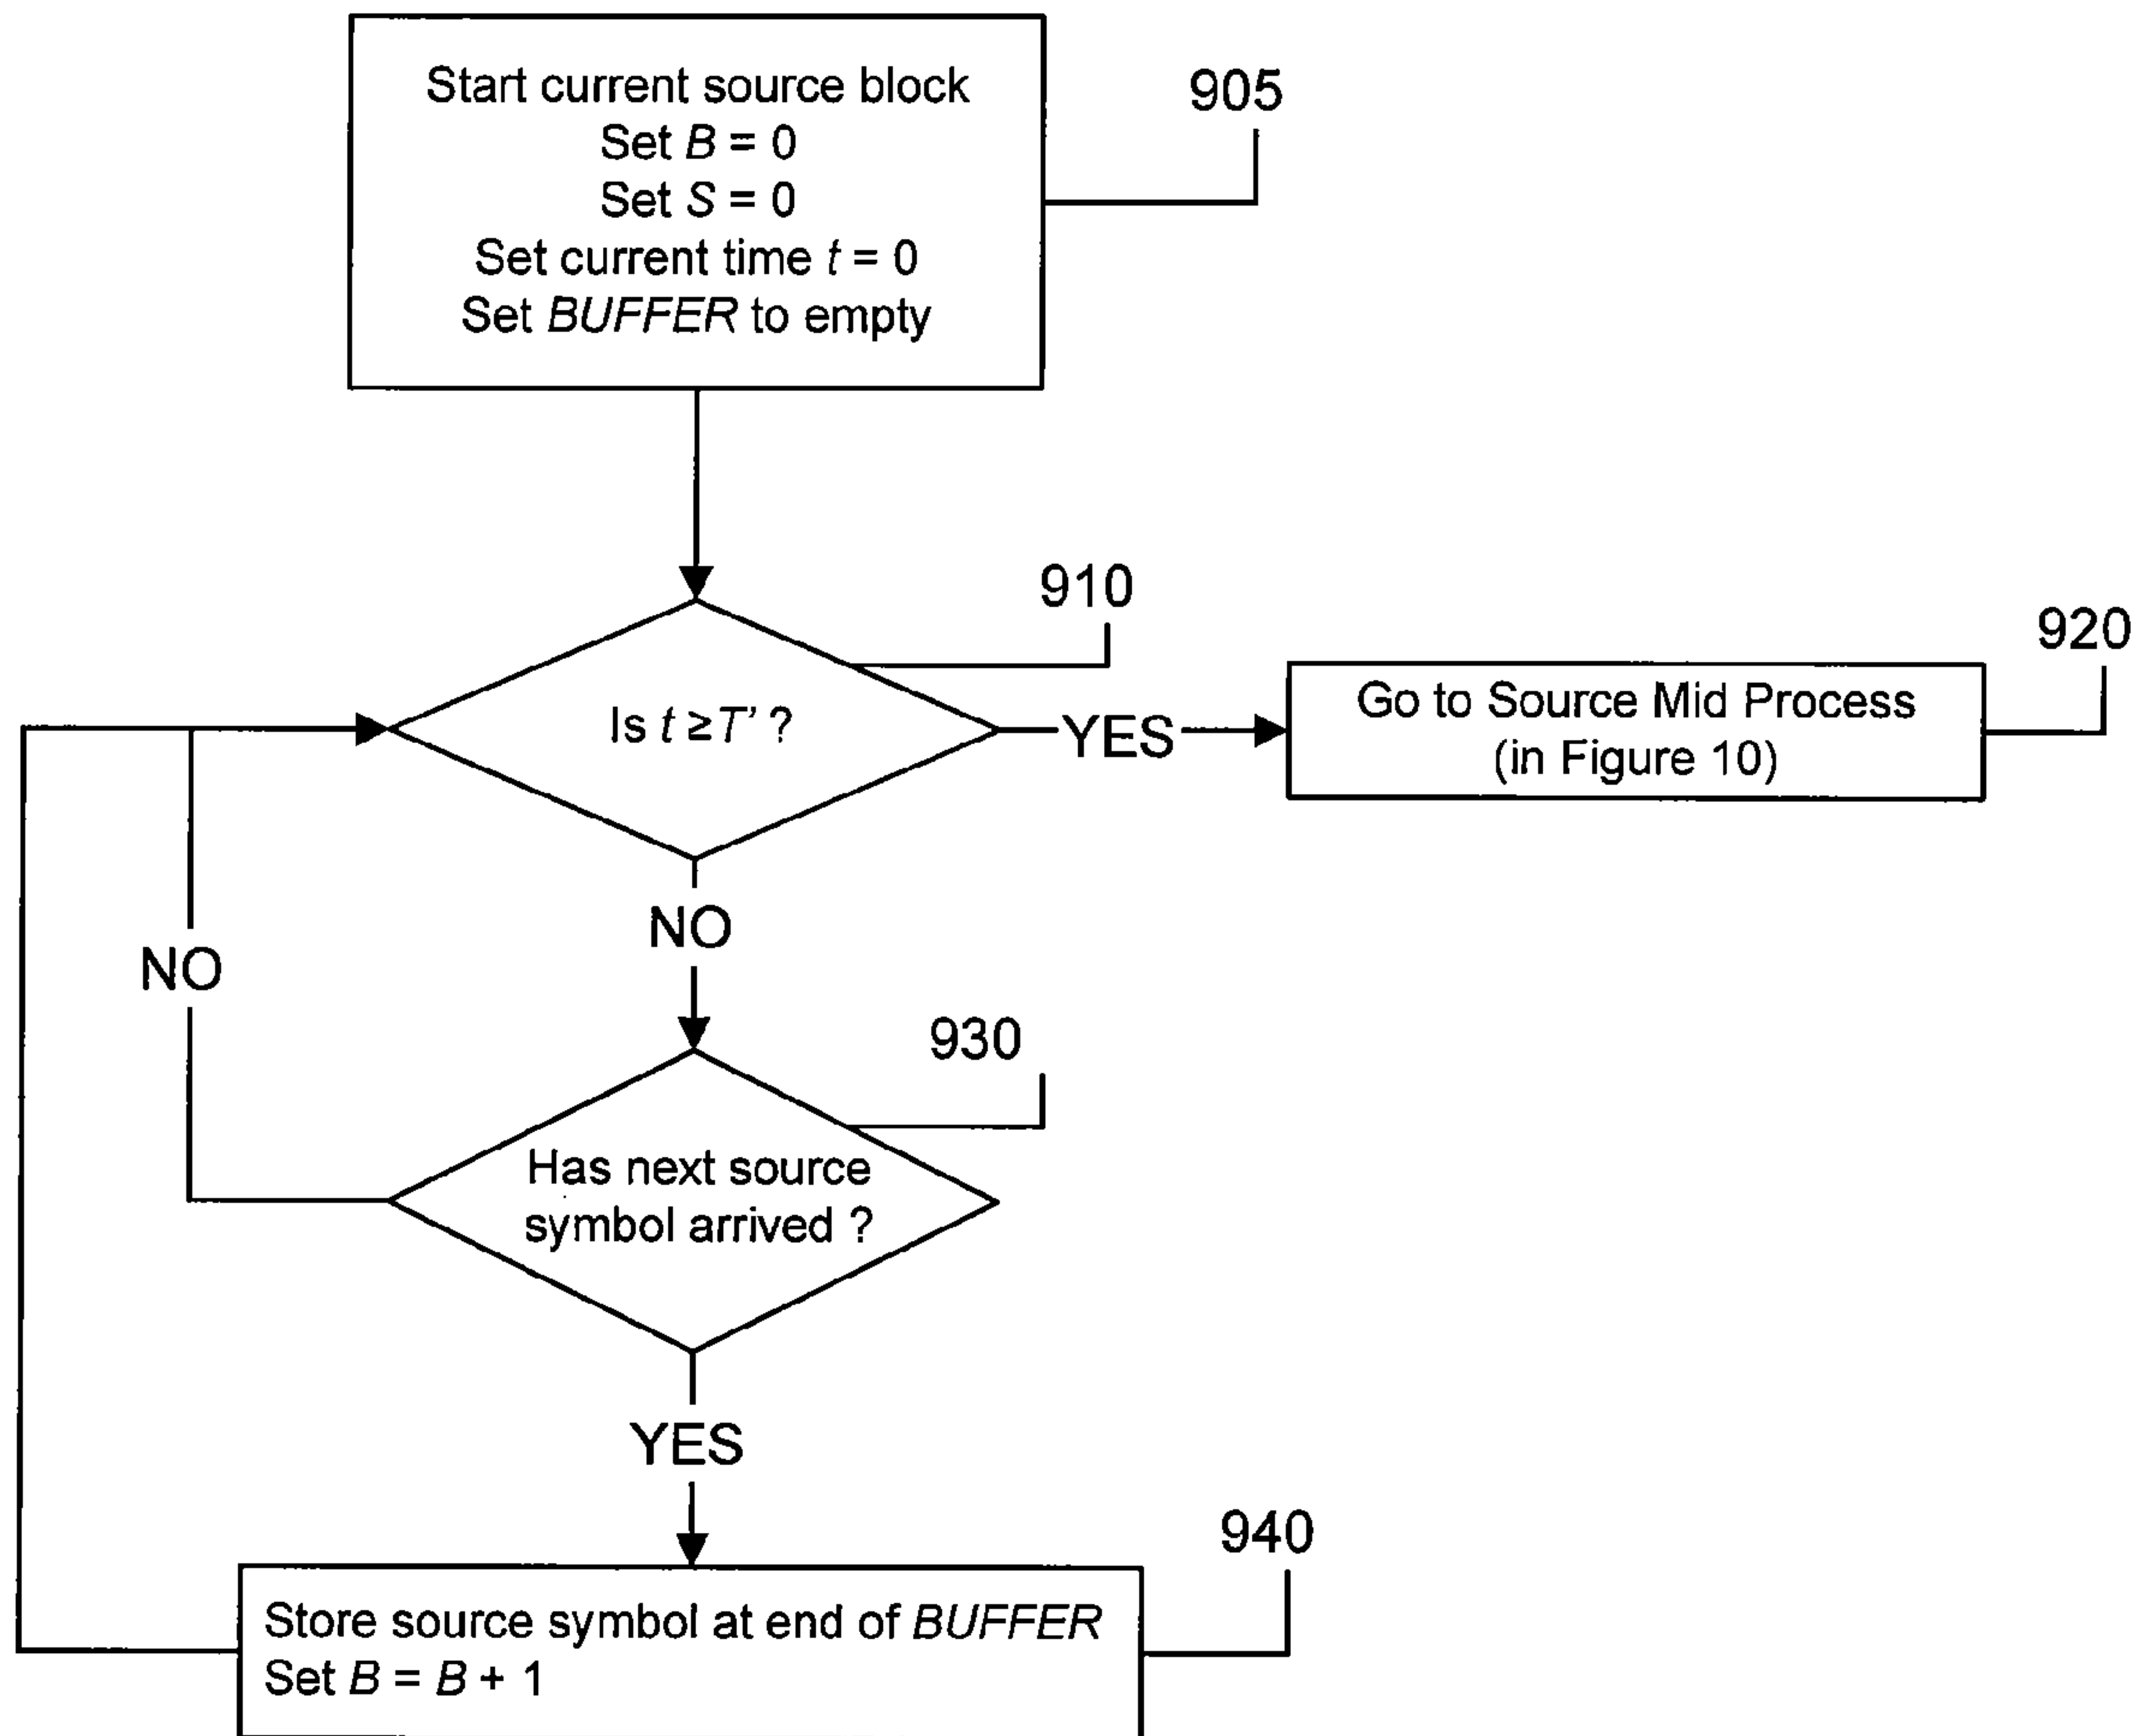 Start current source block
Set B = 0
Set S = 0
Set current time t = 0
Set BUFFER to empty
905
910
Is t ≥T' ?
YES
920
Go to Source Mid Process
(in Figure 10)
NO
NO
930
Has next source
symbol arrived ?
YES
940
Store source symbol at end of BUFFER
Set B = B + 1